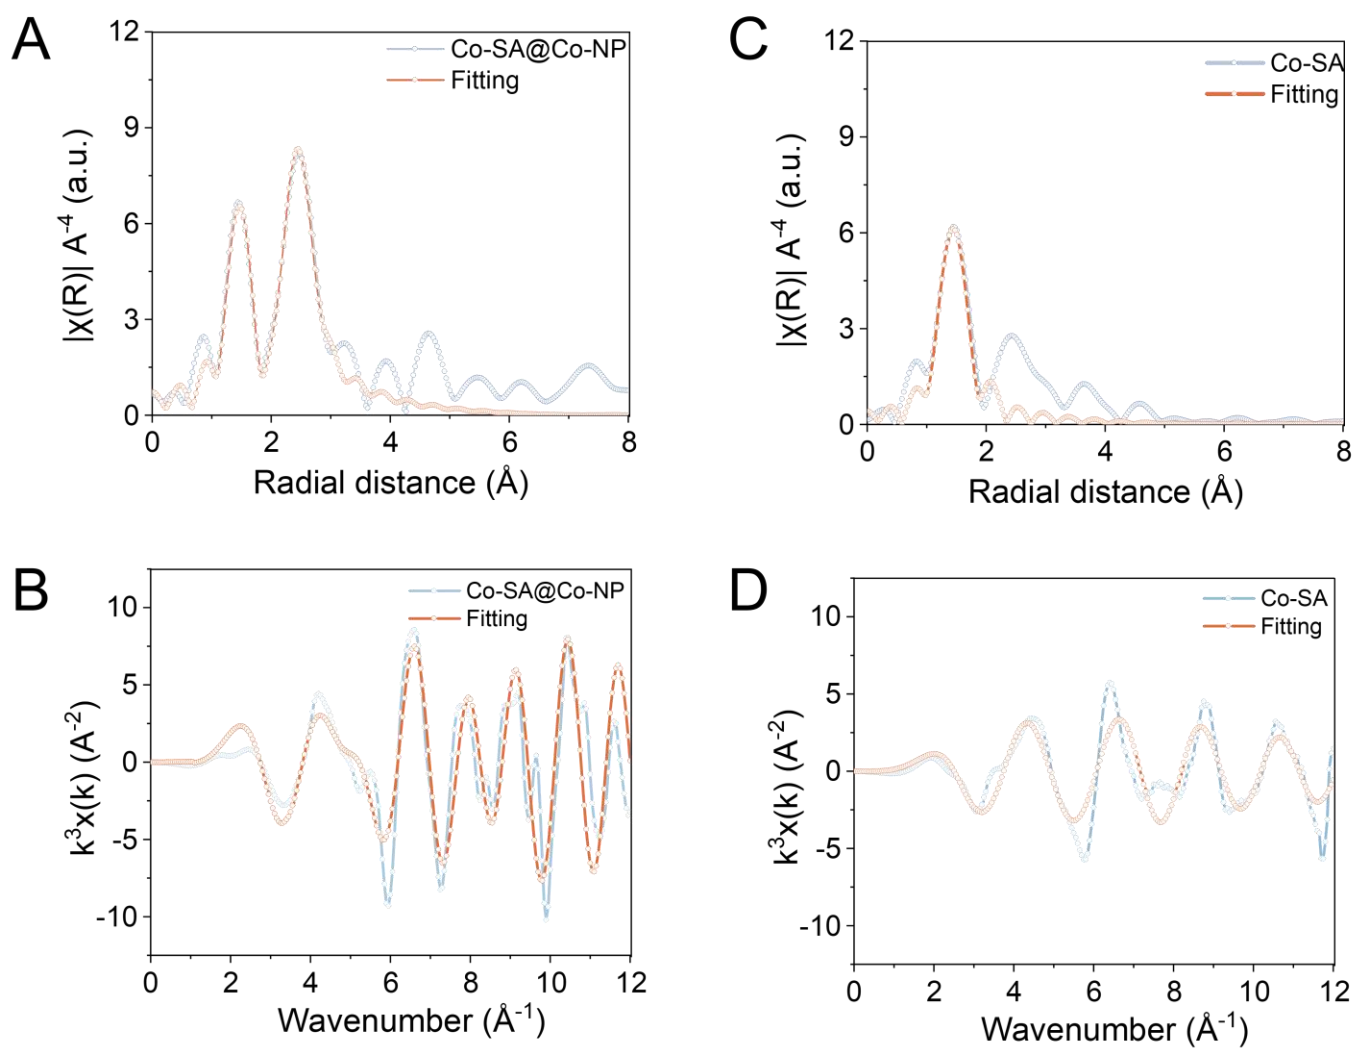 A
12
9
6
3
0
|χ(R)| A⁻⁴ (a.u.)
Co-SA@Co-NP
Fitting
0 2 4 6 8
Radial distance (Å)
C
12
9
6
3
0
|χ(R)| A⁻⁴ (a.u.)
Co-SA
Fitting
0 2 4 6 8
Radial distance (Å)
B
10
5
0
-5
-10
k³x(k) (A⁻²)
Co-SA@Co-NP
Fitting
0 2 4 6 8 10 12
Wavenumber (Å⁻¹)
D
10
5
0
-5
-10
k³x(k) (A⁻²)
Co-SA
Fitting
0 2 4 6 8 10 12
Wavenumber (Å⁻¹)